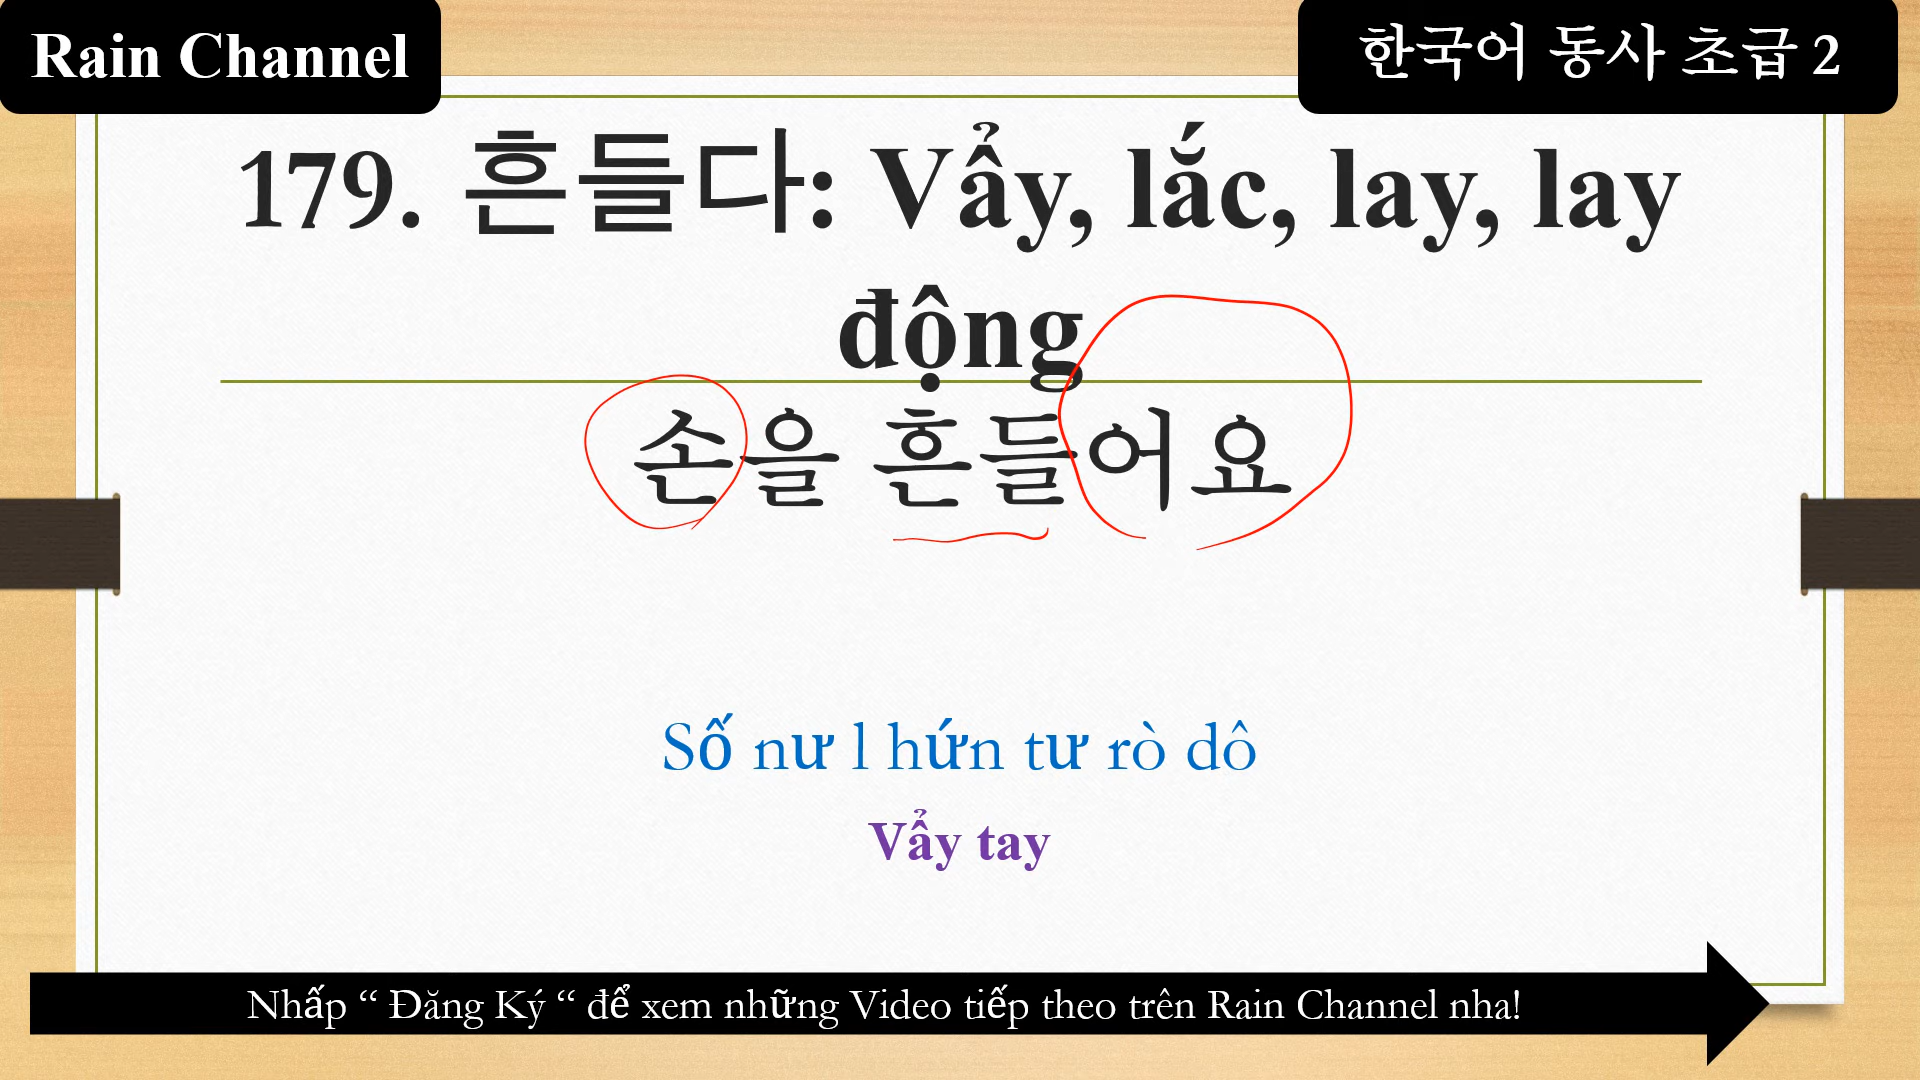 Rain Channel
한국어 동사 초급 2
179. 흔들다: Vẩy, lắc, lay, lay
động
손을 흔들어요
Số nư l hứn tư rò dô
Vẩy tay
Nhấp “ Đăng Ký “ để xem những Video tiếp theo trên Rain Channel nha!